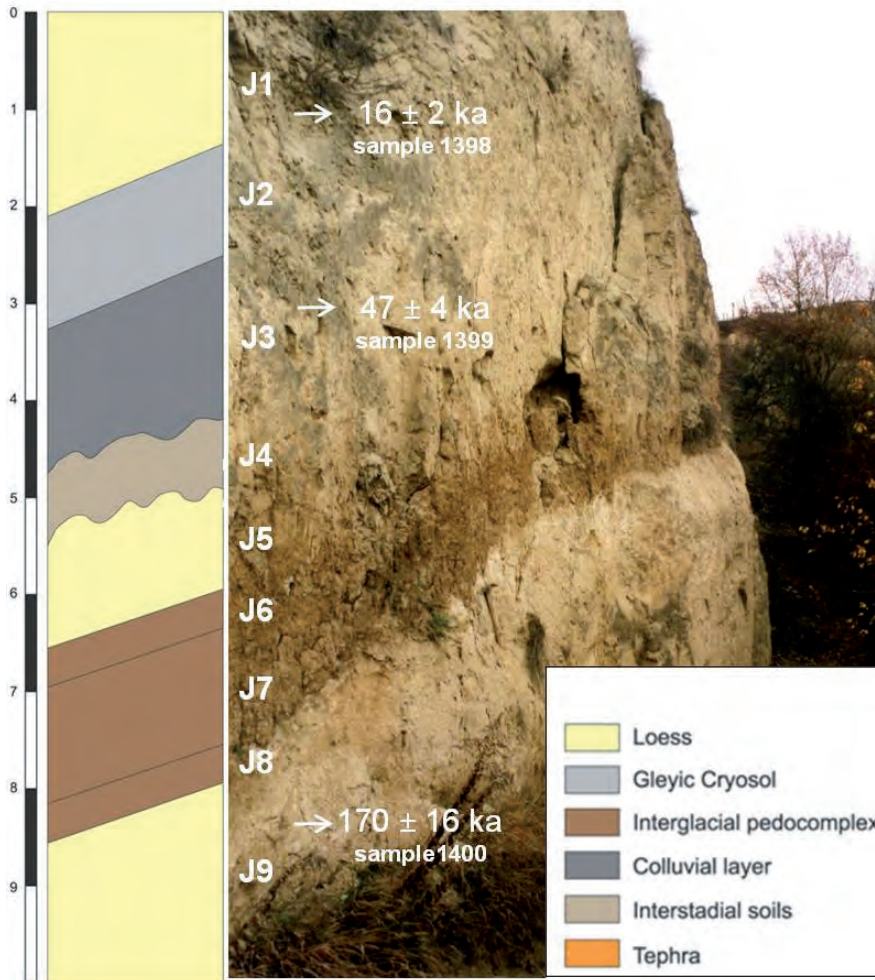 0
1
2
3
4
5
6
7
8
9
J1
J2
J3
J4
J5
J6
J7
J8
J9
16 ± 2 ka
sample 1398
47 ± 4 ka
sample 1399
170 ± 16 ka
sample1400
Loess
Gleyic Cryosol
Interglacial pedocomplex
Colluvial layer
Interstadial soils
Tephra